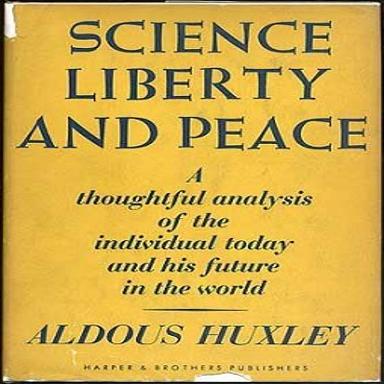 SCIENCE
LIBERTY
AND PEACE
A
thoughtful analysis
of the
individual today
and his future
in the world
ALDOUS HUXLEY
HARPER & BROTHERS PUBLISHERS